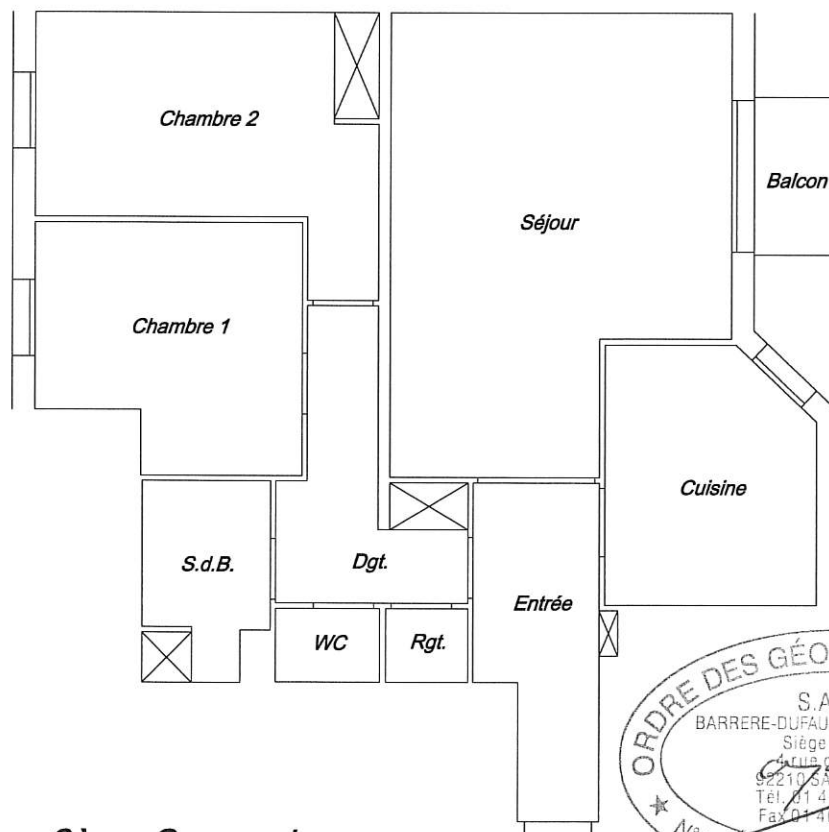 Chambre 2
Balcon
Séjour
Chambre 1
Cuisine
S.d.B.
Dgt.
Entrée
WC
Rgt.
ORDRE DES GÉO
S.A
BARRERE-DUFAU
Siège
92210 SA
Tél. 01 4
Fax 01 4